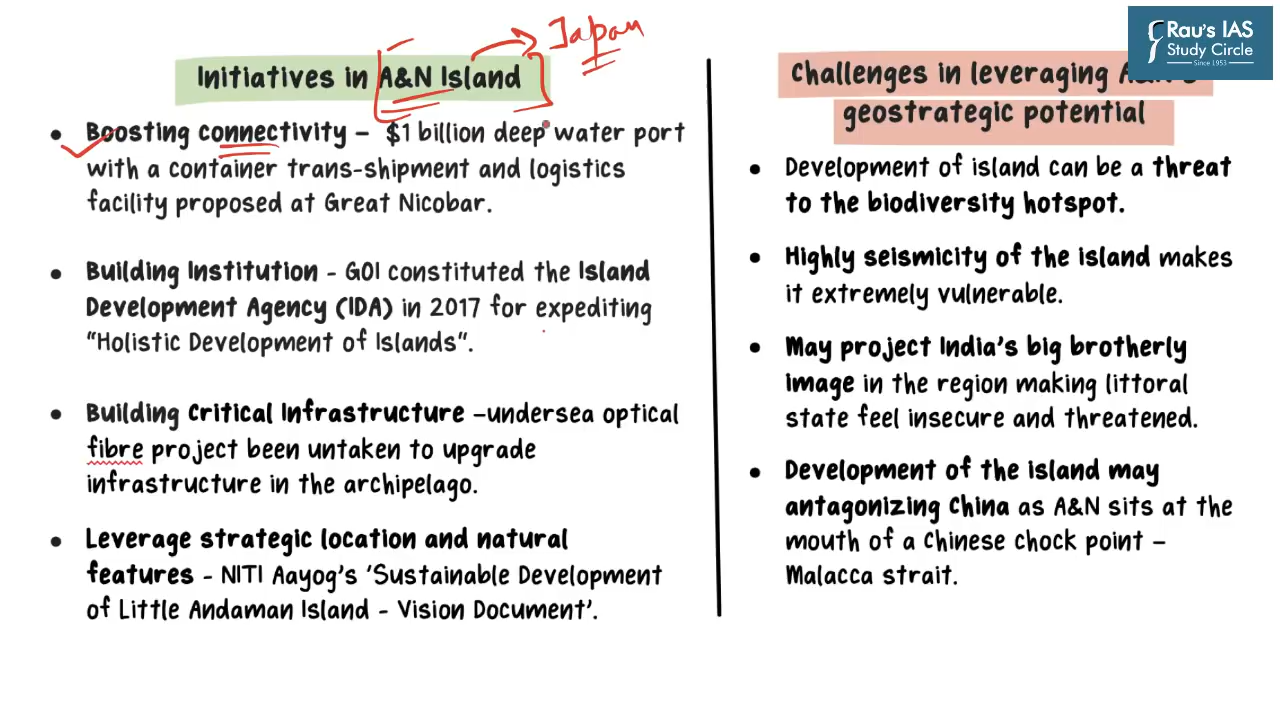 Rau's IAS
Study Circle
Since 1953
Japan
Initiatives in A&N Island
• Boosting connectivity – $1 billion deep water port
with a container trans-shipment and logistics
facility proposed at Great Nicobar.
• Building Institution - GOI constituted the Island
Development Agency (IDA) in 2017 for expediting
“Holistic Development of Islands”.
• Building Critical Infrastructure –undersea optical
fibre project been untaken to upgrade
infrastructure in the archipelago.
• Leverage strategic location and natural
features - NITI Aayog's ‘Sustainable Development
of Little Andaman Island - Vision Document’.
Challenges in leveraging
geostrategic potential
• Development of island can be a threat
to the biodiversity hotspot.
• Highly seismicity of the island makes
it extremely vulnerable.
• May project India's big brotherly
image in the region making littoral
state feel insecure and threatened.
• Development of the island may
antagonizing China as A&N sits at the
mouth of a Chinese chock point –
Malacca strait.